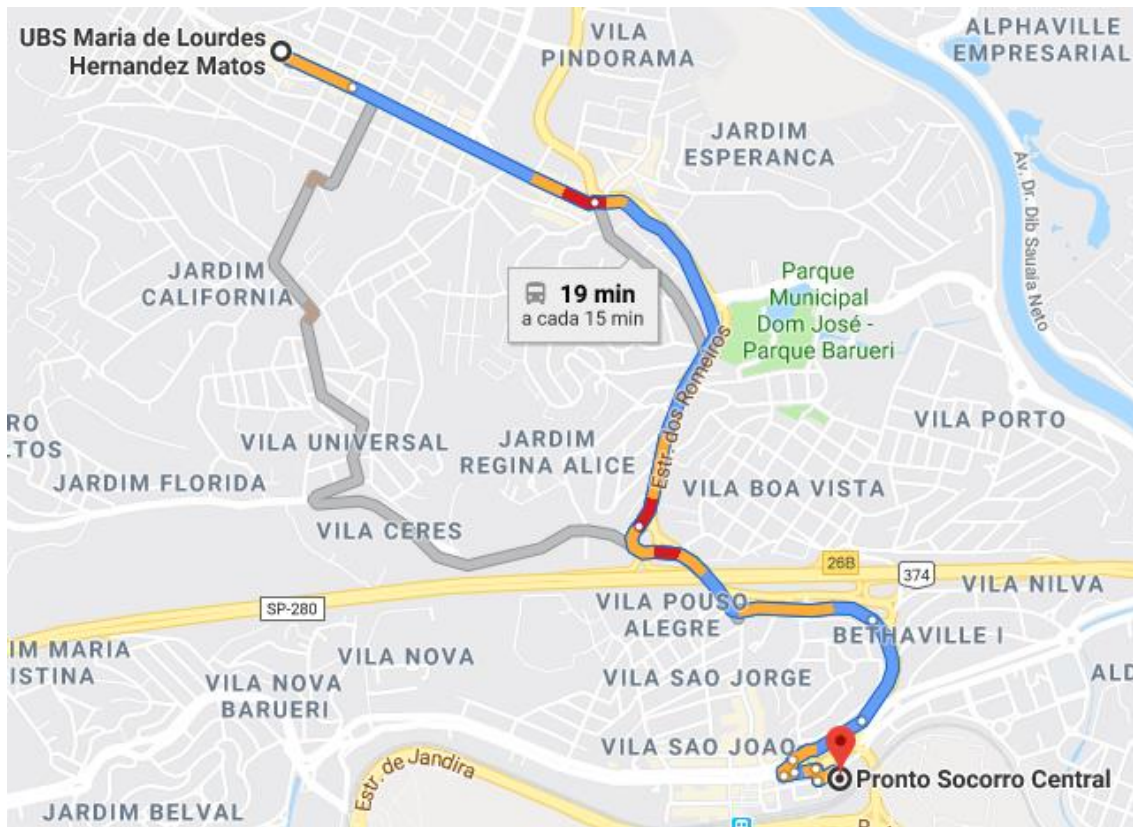 UBS Maria de Lourdes
Hernandez Matos
VILA
PINDORAMA
ALPHAVILLE
EMPRESARIAL
JARDIM
ESPERANCA
Av. Dr. Dib Sauaia Neto
JARDIM
CALIFORNIA
19 min
a cada 15 min
Parque
Municipal
Dom José -
Parque Barueri
Estr. dos Romeiros
RO
LTOS
VILA UNIVERSAL
JARDIM
REGINA ALICE
VILA PORTO
JARDIM FLORIDA
VILA BOA VISTA
VILA CERES
26B
374
VILA NILVA
SP-280
VILA POUSO
ALEGRE
BETHAVILLE I
IM MARIA
ISTINA
VILA NOVA
VILA NOVA
BARUERI
VILA SAO JORGE
ALD
VILA SAO JOAO
Estr. de Jandira
Pronto Socorro Central
JARDIM BELVAL